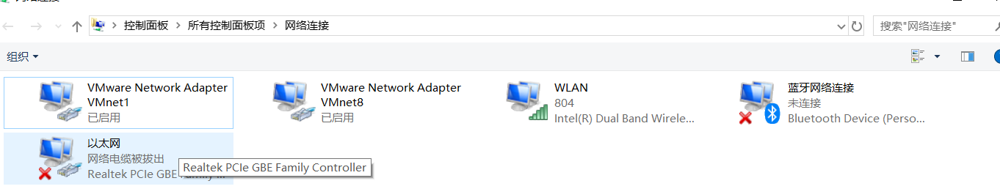 控制面板 所有控制面板项 网络连接
搜索"网络连接"
组织
VMware Network Adapter
VMnet1
已启用
VMware Network Adapter
VMnet8
已启用
WLAN
804
Intel(R) Dual Band Wirele...
蓝牙网络连接
未连接
Bluetooth Device (Perso...
以太网
网络电缆被拔出
Realtek PCIe GBE Family ...
Realtek PCIe GBE Family Controller